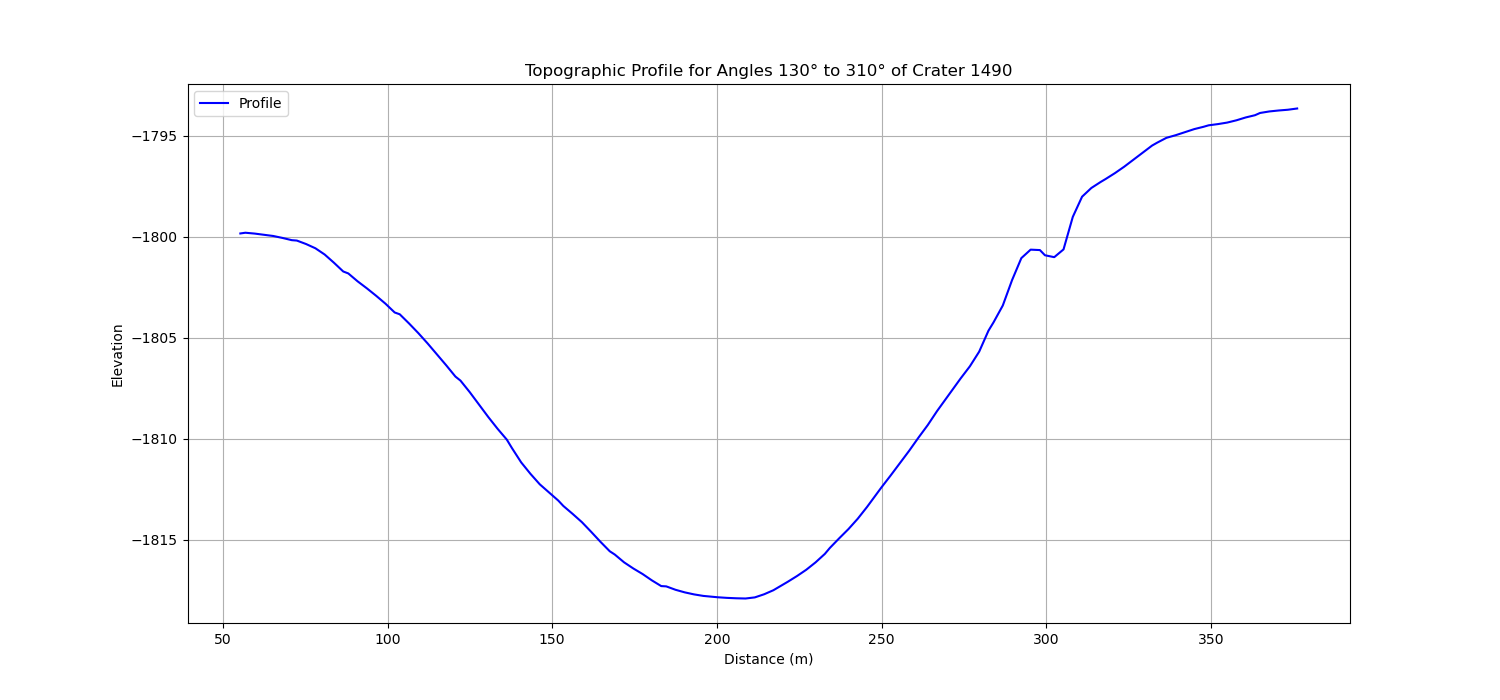 Topographic Profile for Angles 130° to 310° of Crater 1490
Profile
−1795
−1800
−1805
−1810
−1815
Elevation
50 100 150 200 250 300 350
Distance (m)